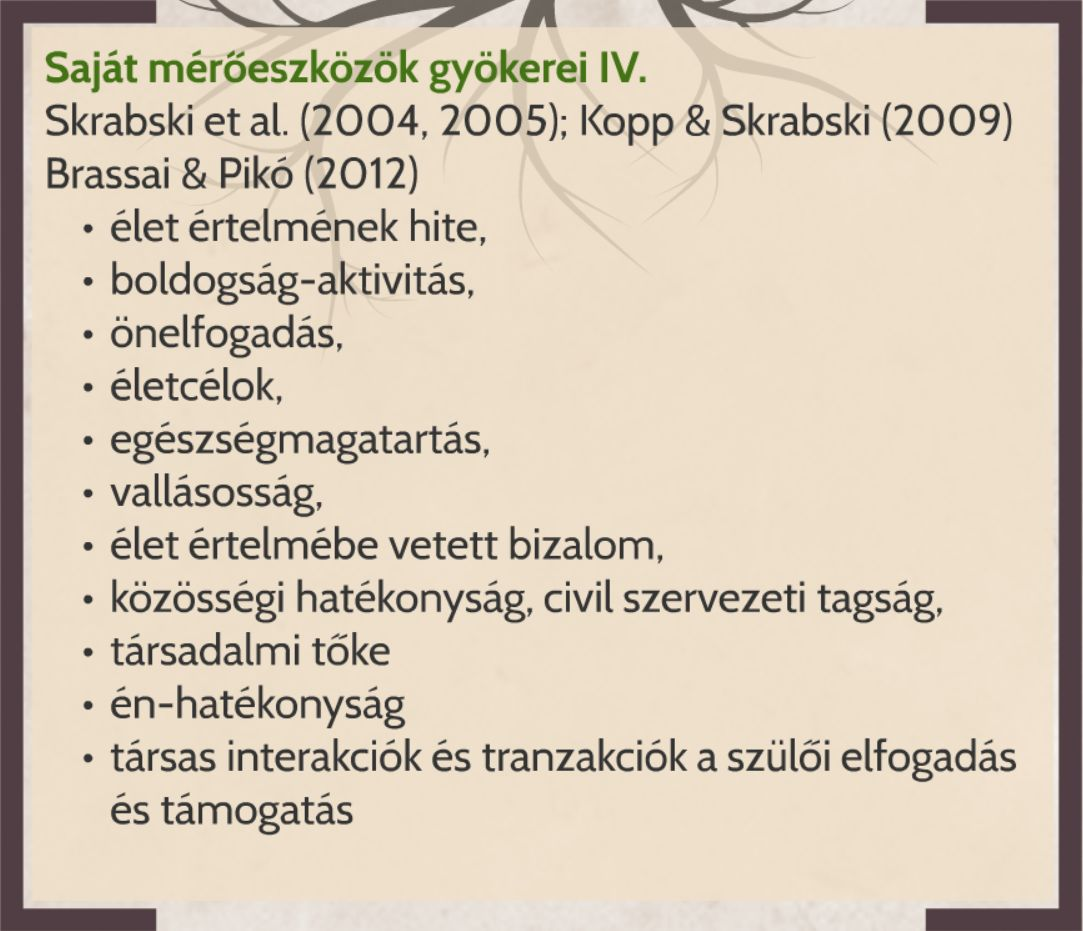 Saját mérőeszközök gyökerei IV.
Skrabski et al. (2004, 2005); Kopp & Skrabski (2009)
Brassai & Pikó (2012)
• élet értelmének hite,
• boldogság-aktivitás,
• önelfogadás,
• életcélok,
• egészségmagatartás,
• vallásosság,
• élet értelmébe vetett bizalom,
• közösségi hatékonyság, civil szervezeti tagság,
• társadalmi tőke
• én-hatékonyság
• társas interakciók és tranzakciók a szülői elfogadás
és támogatás